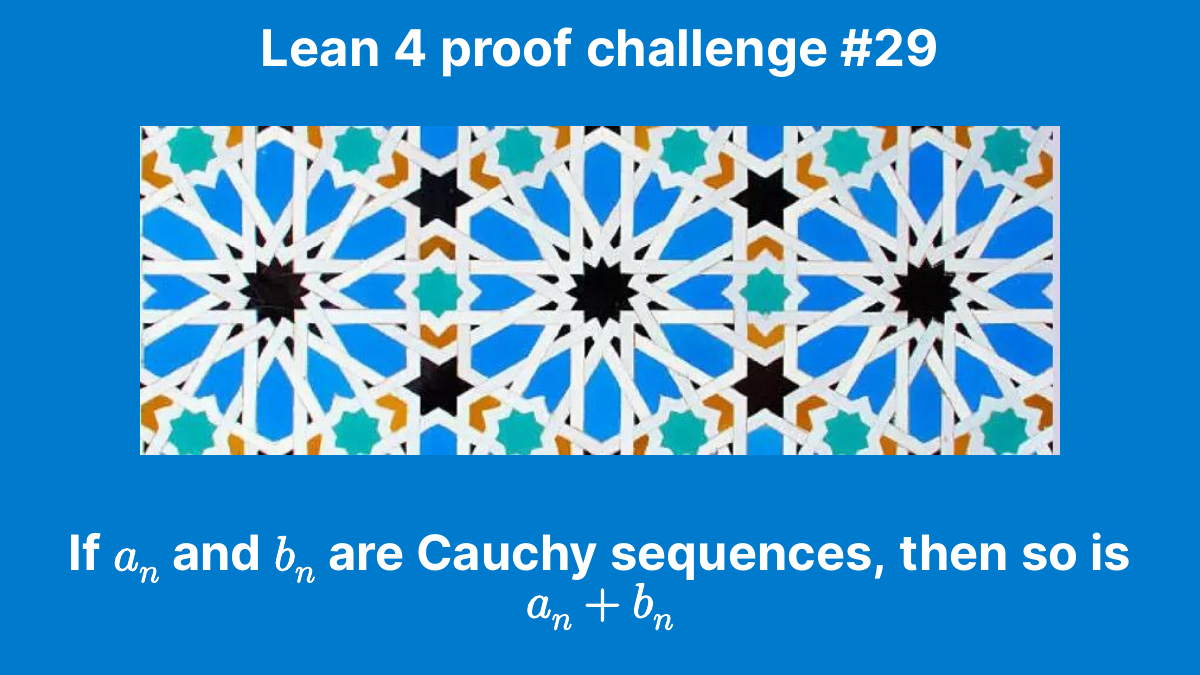 Lean 4 proof challenge #29
If aₙ and bₙ are Cauchy sequences, then so is
aₙ + bₙ